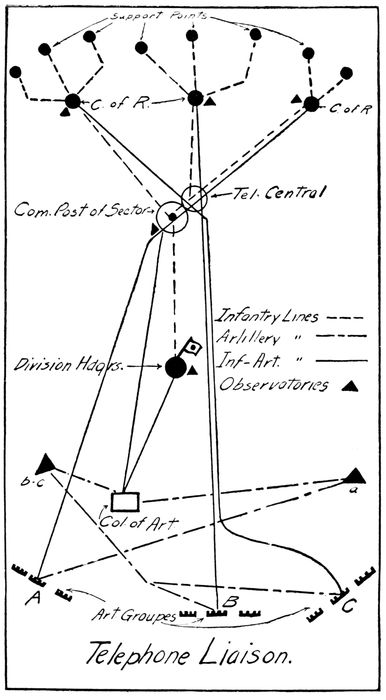 Support Points
C. of R.
C. of R
Tel. Central
Com. Post of Sector
Infantry Lines
Artillery "
Inf-Art. "
Observatories
Division Hdqrs.
b-c
a
Col of Art
A
B
C
Art Groupes
Telephone Liaison.